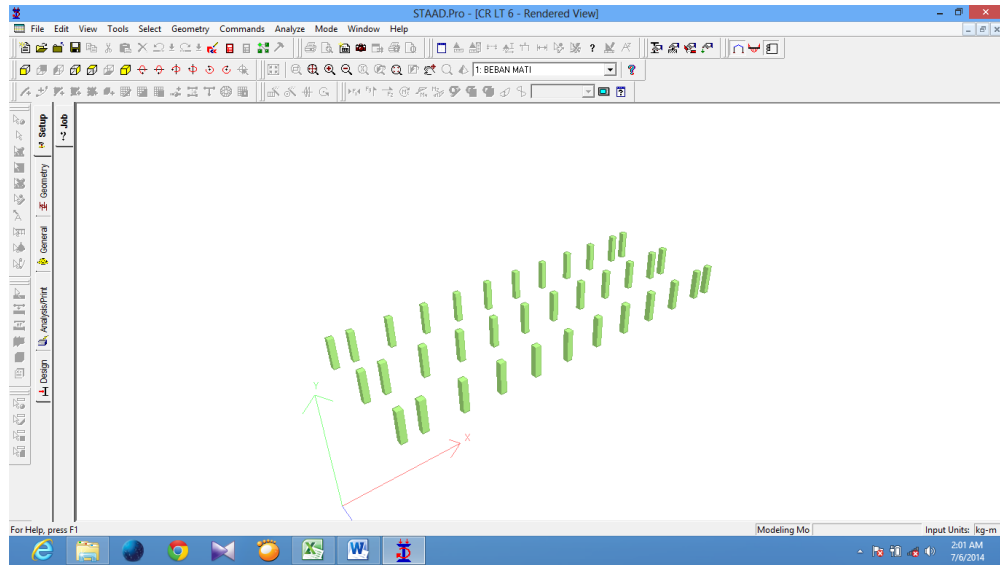 STAAD.Pro - [CR LT 6 - Rendered View]
File Edit View Tools Select Geometry Commands Analyze Mode Window Help
1: BEBAN MATI
Setup
Geometry
General
Analysis/Print
Design
? Job
Y
X
For Help, press F1
Modeling Mo
Input Units: kg-m
2:01 AM
7/6/2014